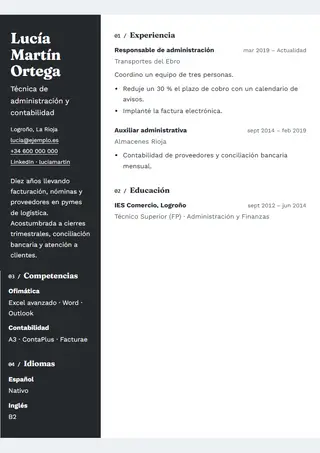 Lucía
Martín
Ortega
Técnica de
administración y
contabilidad
Logroño, La Rioja
lucia@ejemplo.es
+34 600 000 000
LinkedIn · luciamartin
Diez años llevando
facturación, nóminas y
proveedores en pymes
de logística.
Acostumbrada a cierres
trimestrales, conciliación
bancaria y atención a
clientes.
03 / Competencias
Ofimática
Excel avanzado · Word ·
Outlook
Contabilidad
A3 · ContaPlus · Facturae
04 / Idiomas
Español
Nativo
Inglés
B2
01 / Experiencia
Responsable de administración mar 2019 – Actualidad
Transportes del Ebro
Coordino un equipo de tres personas.
• Reduje un 30 % el plazo de cobro con un calendario de
avisos.
• Implanté la factura electrónica.
Auxiliar administrativa sept 2014 – feb 2019
Almacenes Rioja
• Contabilidad de proveedores y conciliación bancaria
mensual.
02 / Educación
IES Comercio, Logroño sept 2012 – jun 2014
Técnico Superior (FP) · Administración y Finanzas